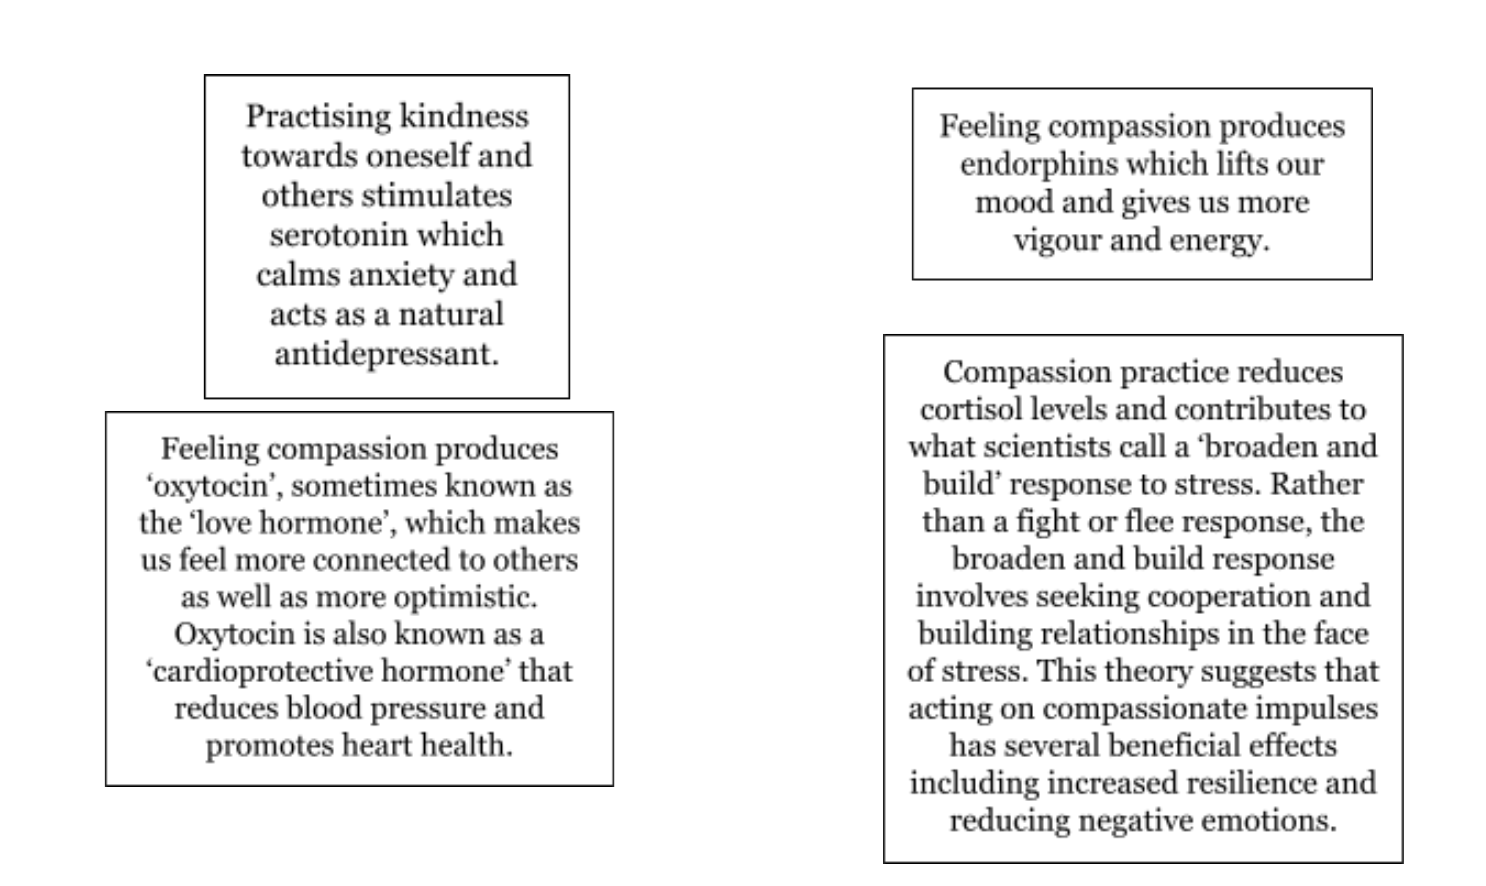 Practising kindness
towards oneself and
others stimulates
serotonin which
calms anxiety and
acts as a natural
antidepressant.
Feeling compassion produces
‘oxytocin’, sometimes known as
the ‘love hormone’, which makes
us feel more connected to others
as well as more optimistic.
Oxytocin is also known as a
‘cardioprotective hormone’ that
reduces blood pressure and
promotes heart health.
Feeling compassion produces
endorphins which lifts our
mood and gives us more
vigour and energy.
Compassion practice reduces
cortisol levels and contributes to
what scientists call a ‘broaden and
build’ response to stress. Rather
than a fight or flee response, the
broaden and build response
involves seeking cooperation and
building relationships in the face
of stress. This theory suggests that
acting on compassionate impulses
has several beneficial effects
including increased resilience and
reducing negative emotions.